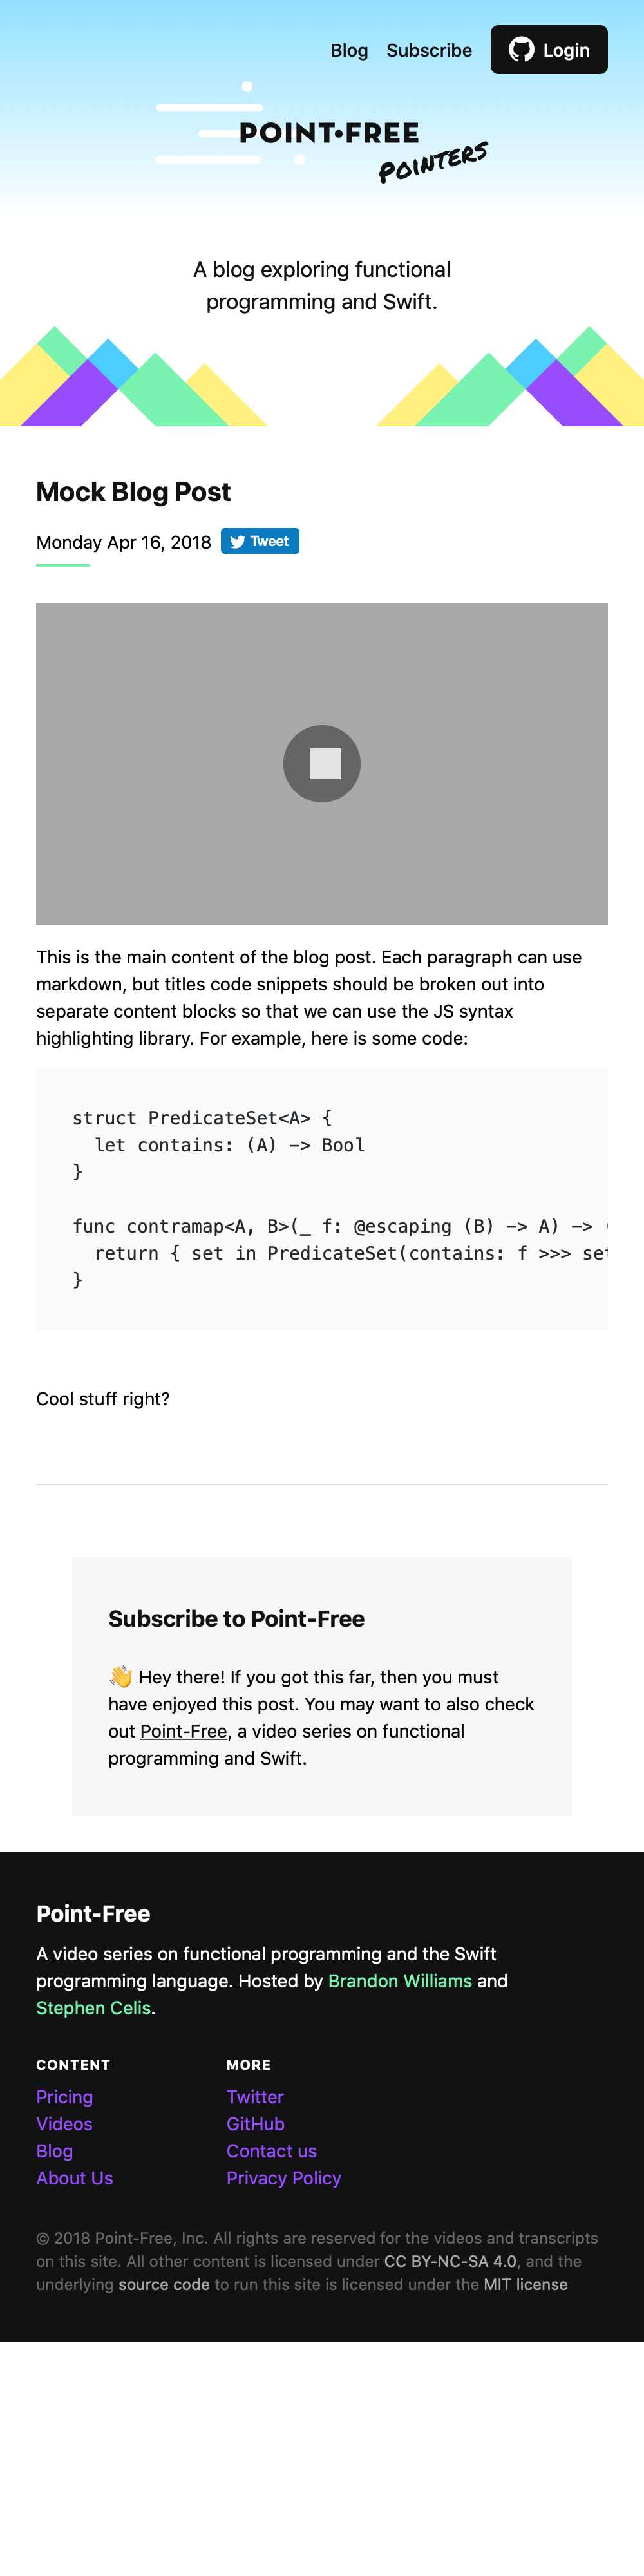 Blog Subscribe Login
POINT•FREE
POINTERS
A blog exploring functional
programming and Swift.
Mock Blog Post
Monday Apr 16, 2018 Tweet
This is the main content of the blog post. Each paragraph can use
markdown, but titles code snippets should be broken out into
separate content blocks so that we can use the JS syntax
highlighting library. For example, here is some code:
struct PredicateSet<A> {
  let contains: (A) -> Bool
}
func contramap<A, B>(_ f: @escaping (B) -> A) ->
  return { set in PredicateSet(contains: f >>> set
}
Cool stuff right?
Subscribe to Point-Free
👋 Hey there! If you got this far, then you must
have enjoyed this post. You may want to also check
out Point-Free, a video series on functional
programming and Swift.
Point-Free
A video series on functional programming and the Swift
programming language. Hosted by Brandon Williams and
Stephen Celis.
CONTENT
Pricing
Videos
Blog
About Us
MORE
Twitter
GitHub
Contact us
Privacy Policy
© 2018 Point-Free, Inc. All rights are reserved for the videos and transcripts
on this site. All other content is licensed under CC BY-NC-SA 4.0, and the
underlying source code to run this site is licensed under the MIT license